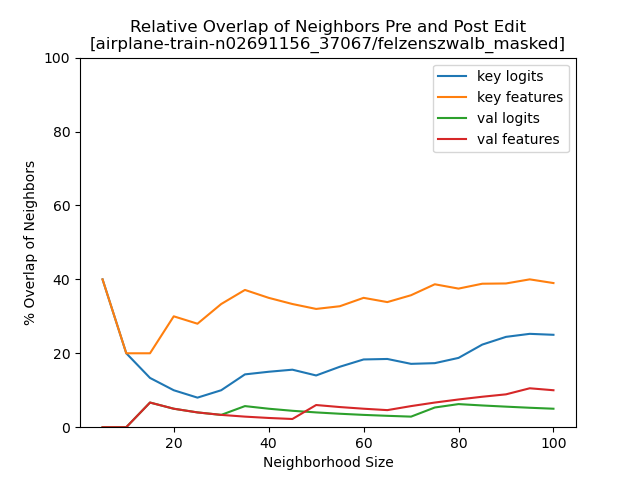 Relative Overlap of Neighbors Pre and Post Edit
[airplane-train-n02691156_37067/felzenszwalb_masked]
100
80
60
40
20
0
% Overlap of Neighbors
key logits
key features
val logits
val features
20 40 60 80 100
Neighborhood Size